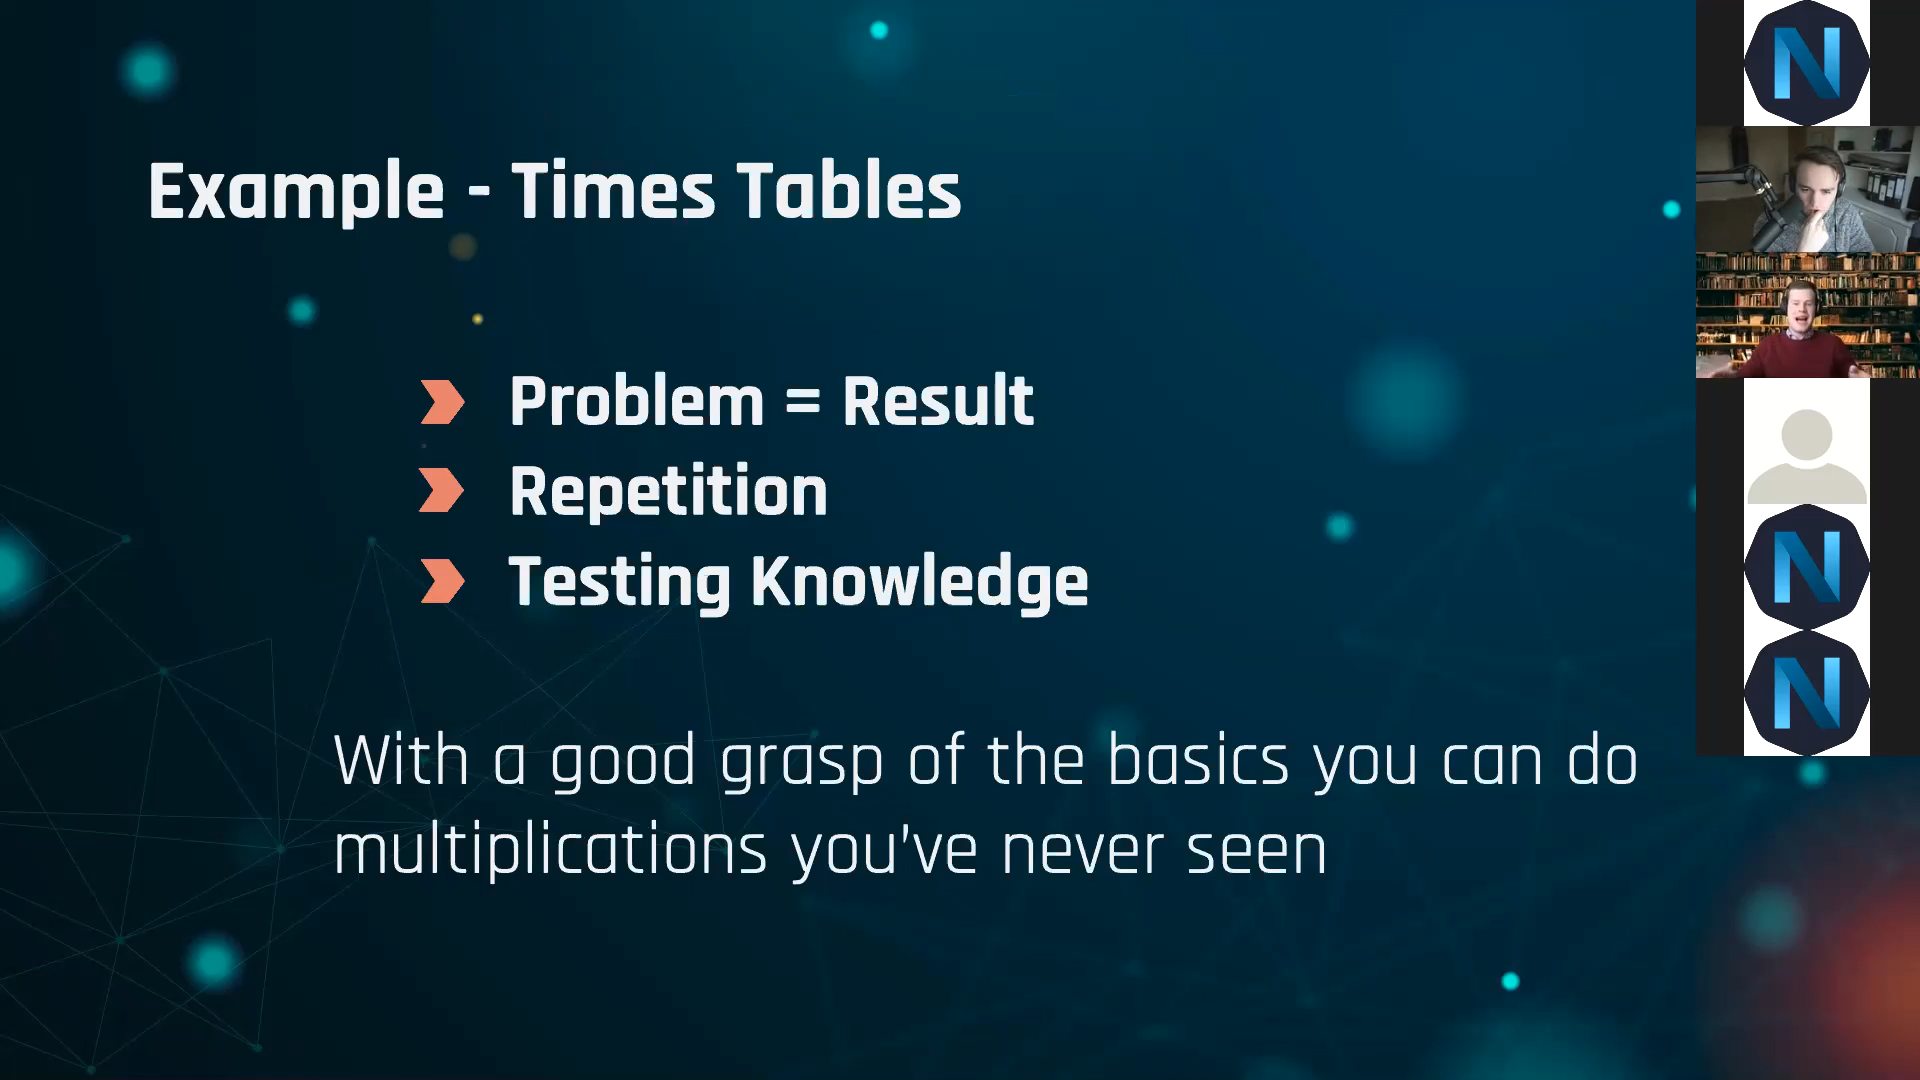 Example - Times Tables
Problem = Result
Repetition
Testing Knowledge
With a good grasp of the basics you can do
multiplications you've never seen
N
N
N